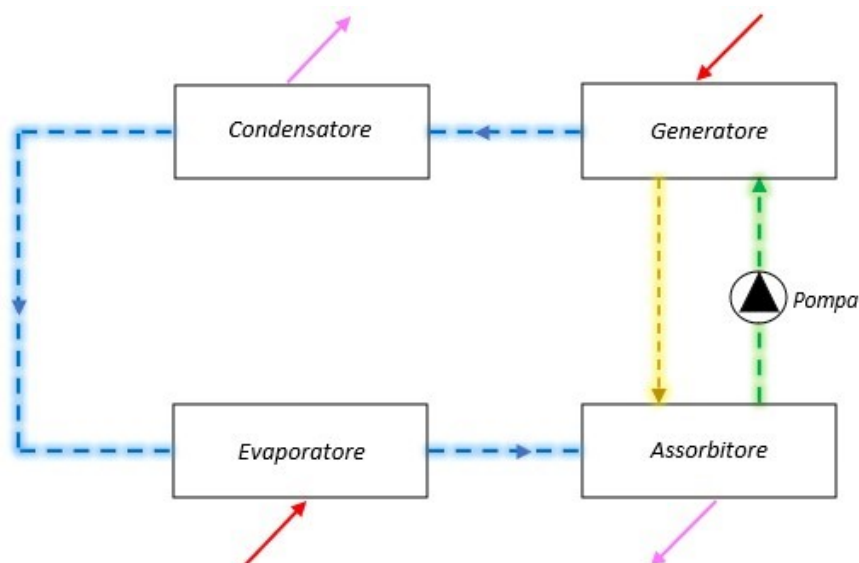 Condensatore
Generatore
Pompa
Evaporatore
Assorbitore